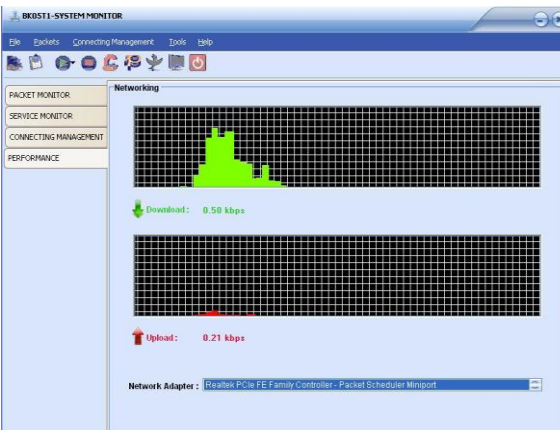 BKOST1-SYSTEM MONITOR
File Packets Connecting Management Tools Help
PACKET MONITOR
SERVICE MONITOR
CONNECTING MANAGEMENT
PERFORMANCE
Networking
Download : 0.50 kbps
Upload : 0.21 kbps
Network Adapter : Realtek PCIe FE Family Controller - Packet Scheduler Miniport